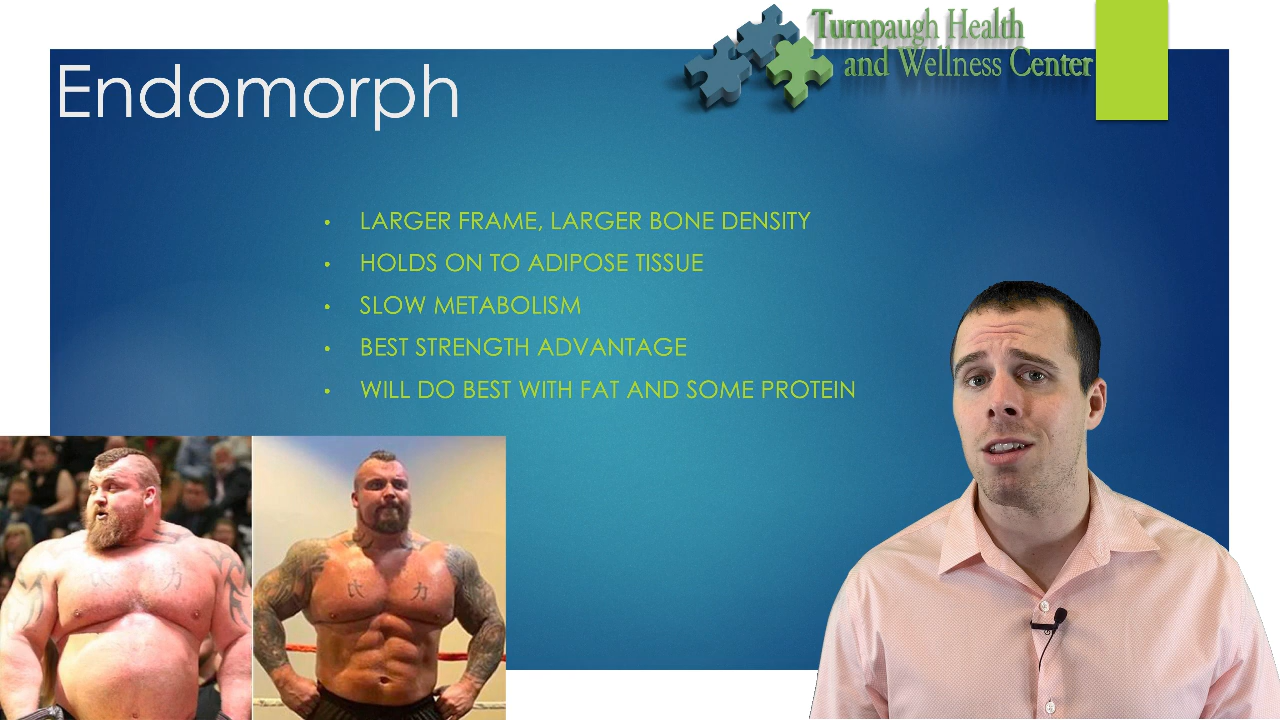 Turnpaugh Health
and Wellness Center
Endomorph
• LARGER FRAME, LARGER BONE DENSITY
• HOLDS ON TO ADIPOSE TISSUE
• SLOW METABOLISM
• BEST STRENGTH ADVANTAGE
• WILL DO BEST WITH FAT AND SOME PROTEIN